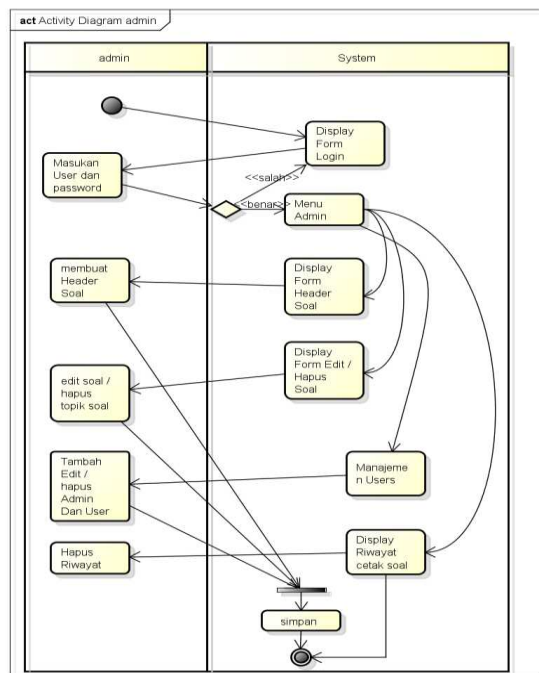 act Activity Diagram admin
admin
System
Display
Form
Login
Masukan
User dan
password
<<salah>>
<<benar>>
Menu
Admin
membuat
Header
Soal
Display
Form
Header
Soal
Display
Form Edit /
Hapus
Soal
edit soal /
hapus
topik soal
Tambah
Edit /
hapus
Admin
Dan User
Manajeme
n Users
Hapus
Riwayat
Display
Riwayat
cetak soal
simpan